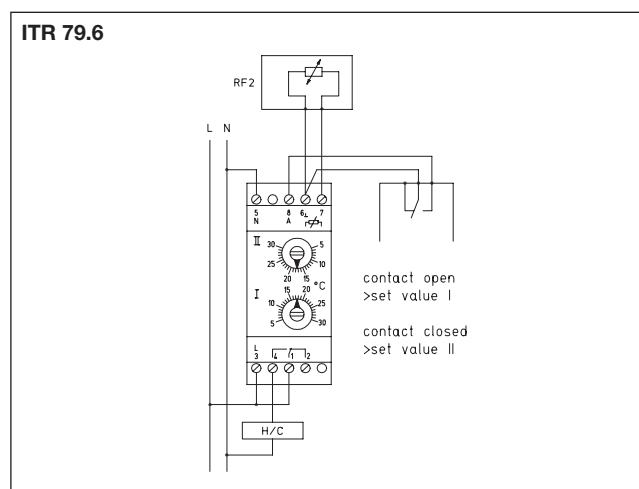 ITR 79.6
RF2
L N
5 8 6 7
N A
II 30 5
25 10
20 15
°C
15 20
I 10 25
5 30
L
3 4 1 2
H/C
contact open
>set value I
contact closed
>set value II